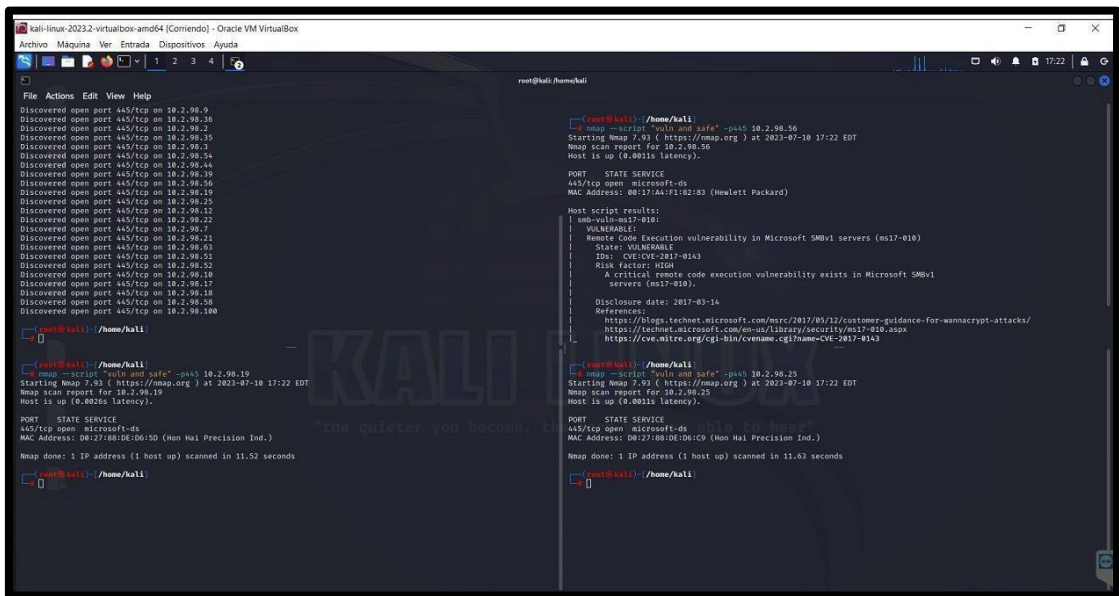 kali-linux-2023.2-virtualbox-amd64 [Corriendo] - Oracle VM VirtualBox
Archivo Máquina Ver Entrada Dispositivos Ayuda
1 2 3 4
17:22
root@kali: /home/kali
File Actions Edit View Help
Discovered open port 445/tcp on 10.2.98.9
Discovered open port 445/tcp on 10.2.98.36
Discovered open port 445/tcp on 10.2.98.2
Discovered open port 445/tcp on 10.2.98.35
Discovered open port 445/tcp on 10.2.98.3
Discovered open port 445/tcp on 10.2.98.54
Discovered open port 445/tcp on 10.2.98.44
Discovered open port 445/tcp on 10.2.98.39
Discovered open port 445/tcp on 10.2.98.56
Discovered open port 445/tcp on 10.2.98.19
Discovered open port 445/tcp on 10.2.98.25
Discovered open port 445/tcp on 10.2.98.12
Discovered open port 445/tcp on 10.2.98.22
Discovered open port 445/tcp on 10.2.98.7
Discovered open port 445/tcp on 10.2.98.21
Discovered open port 445/tcp on 10.2.98.63
Discovered open port 445/tcp on 10.2.98.51
Discovered open port 445/tcp on 10.2.98.52
Discovered open port 445/tcp on 10.2.98.10
Discovered open port 445/tcp on 10.2.98.17
Discovered open port 445/tcp on 10.2.98.18
Discovered open port 445/tcp on 10.2.98.58
Discovered open port 445/tcp on 10.2.98.100
(root@kali)-[/home/kali]
#
(root@kali)-[/home/kali]
# nmap --script "vuln and safe" -p445 10.2.98.56
Starting Nmap 7.93 ( https://nmap.org ) at 2023-07-10 17:22 EDT
Nmap scan report for 10.2.98.56
Host is up (0.0011s latency).
PORT STATE SERVICE
445/tcp open microsoft-ds
MAC Address: 00:17:A4:F1:82:83 (Hewlett Packard)
Host script results:
| smb-vuln-ms17-010:
| VULNERABLE:
| Remote Code Execution vulnerability in Microsoft SMBv1 servers (ms17-010)
| State: VULNERABLE
| IDs: CVE:CVE-2017-0143
| Risk factor: HIGH
| A critical remote code execution vulnerability exists in Microsoft SMBv1
| servers (ms17-010).
|
| Disclosure date: 2017-03-14
| References:
| https://blogs.technet.microsoft.com/msrc/2017/05/12/customer-guidance-for-wannacrypt-attacks/
| https://technet.microsoft.com/en-us/library/security/ms17-010.aspx
|_ https://cve.mitre.org/cgi-bin/cvename.cgi?name=CVE-2017-0143
(root@kali)-[/home/kali]
# nmap --script "vuln and safe" -p445 10.2.98.19
Starting Nmap 7.93 ( https://nmap.org ) at 2023-07-10 17:22 EDT
Nmap scan report for 10.2.98.19
Host is up (0.0026s latency).
PORT STATE SERVICE
445/tcp open microsoft-ds
MAC Address: D0:27:88:DE:D6:5D (Hon Hai Precision Ind.)
Nmap done: 1 IP address (1 host up) scanned in 11.52 seconds
(root@kali)-[/home/kali]
#
(root@kali)-[/home/kali]
# nmap --script "vuln and safe" -p445 10.2.98.25
Starting Nmap 7.93 ( https://nmap.org ) at 2023-07-10 17:22 EDT
Nmap scan report for 10.2.98.25
Host is up (0.0011s latency).
PORT STATE SERVICE
445/tcp open microsoft-ds
MAC Address: D0:27:88:DE:D6:C9 (Hon Hai Precision Ind.)
Nmap done: 1 IP address (1 host up) scanned in 11.63 seconds
(root@kali)-[/home/kali]
#
KALI LINUX
"the quieter you become, the able to hear"